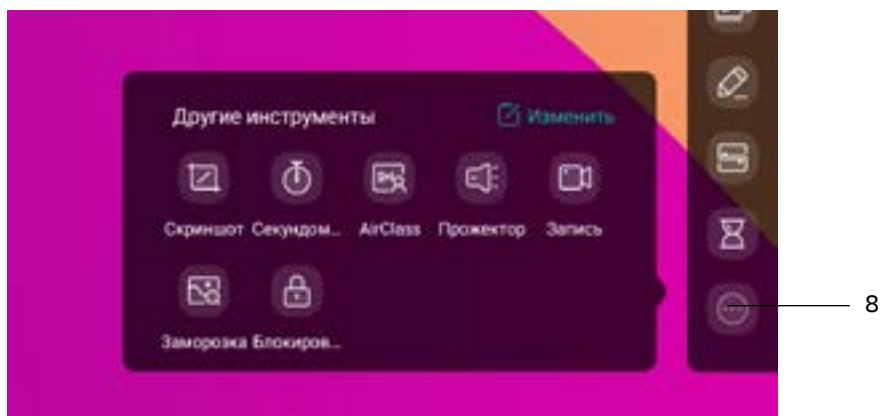 Другие инструменты
Изменить
Скриншот Секундом... AirClass Прожектор Запись
Заморозка Блокиров...
8